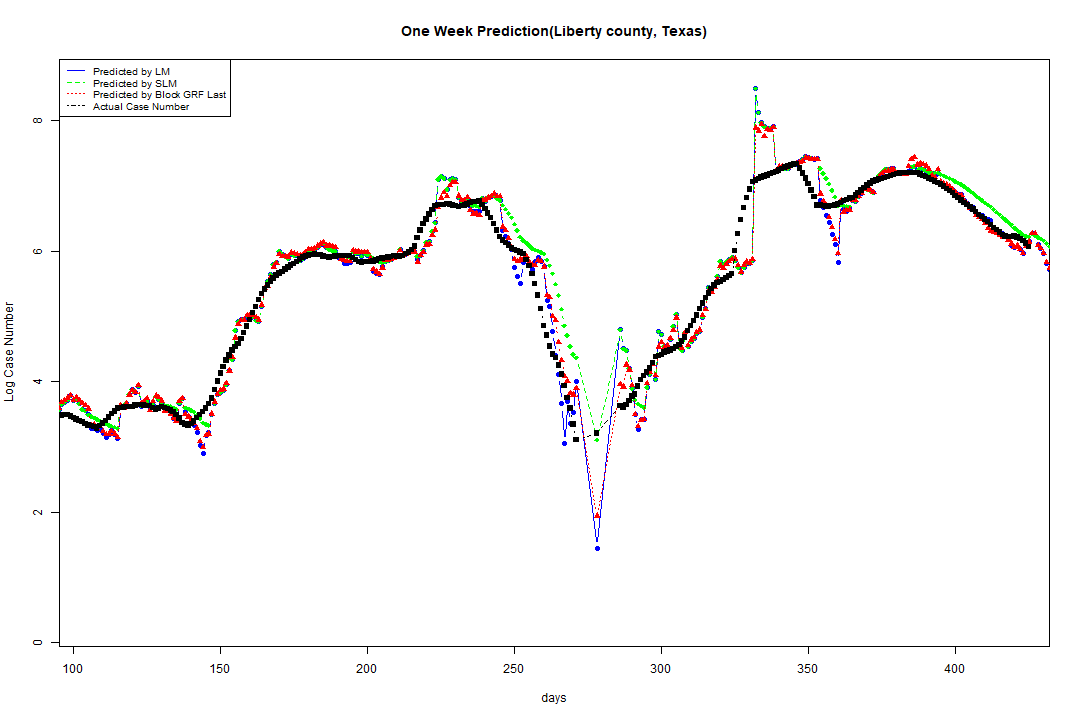 One Week Prediction(Liberty county, Texas)
Predicted by LM
Predicted by SLM
Predicted by Block GRF Last
Actual Case Number
8
6
4
2
0
Log Case Number
100 150 200 250 300 350 400
days